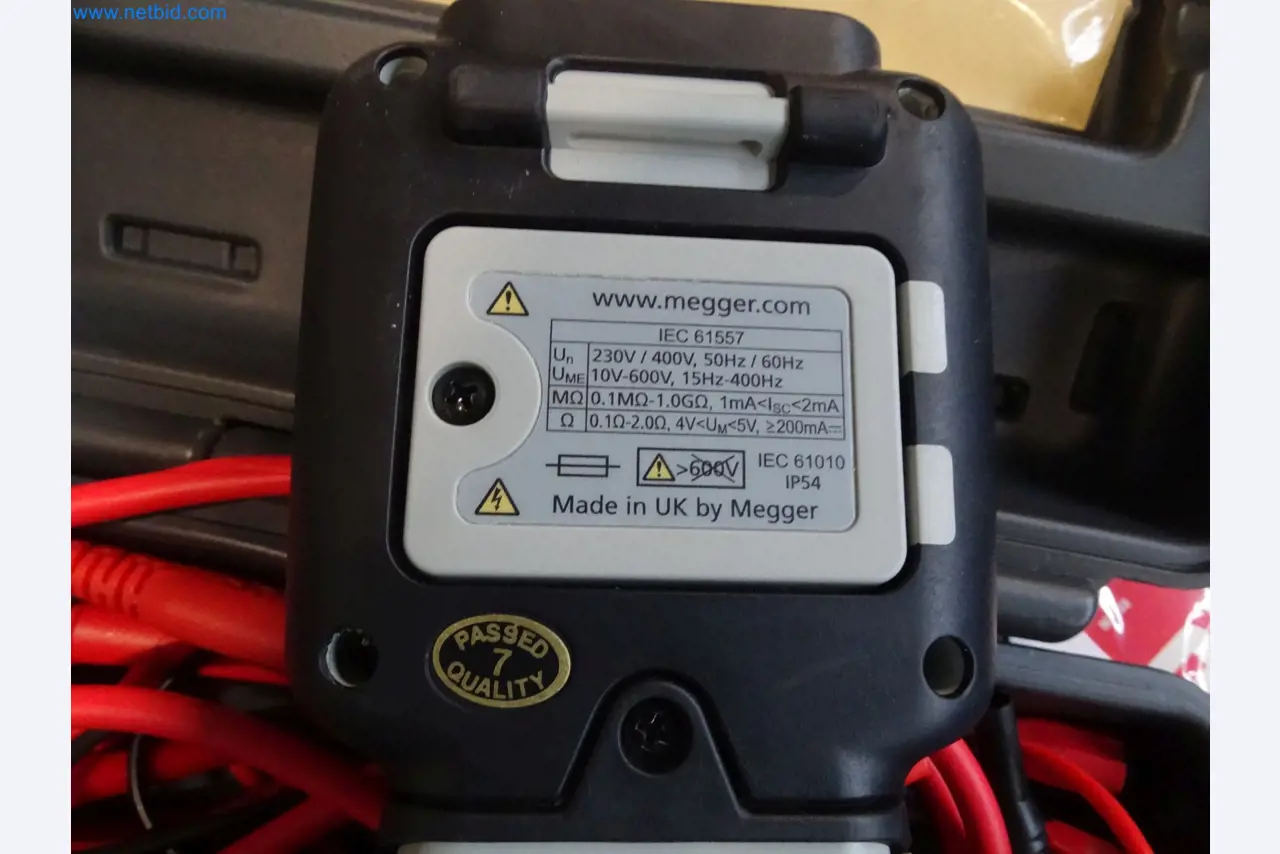 www.netbid.com
www.megger.com
IEC 61557
Un 230V / 400V, 50Hz / 60Hz
UME 10V-600V, 15Hz-400Hz
MΩ 0.1MΩ-1.0GΩ, 1mA<ISC<2mA
Ω 0.1Ω-2.0Ω, 4V<UM<5V, ≥200mA⎓
>600V IEC 61010
IP54
Made in UK by Megger
PASSED
7
QUALITY